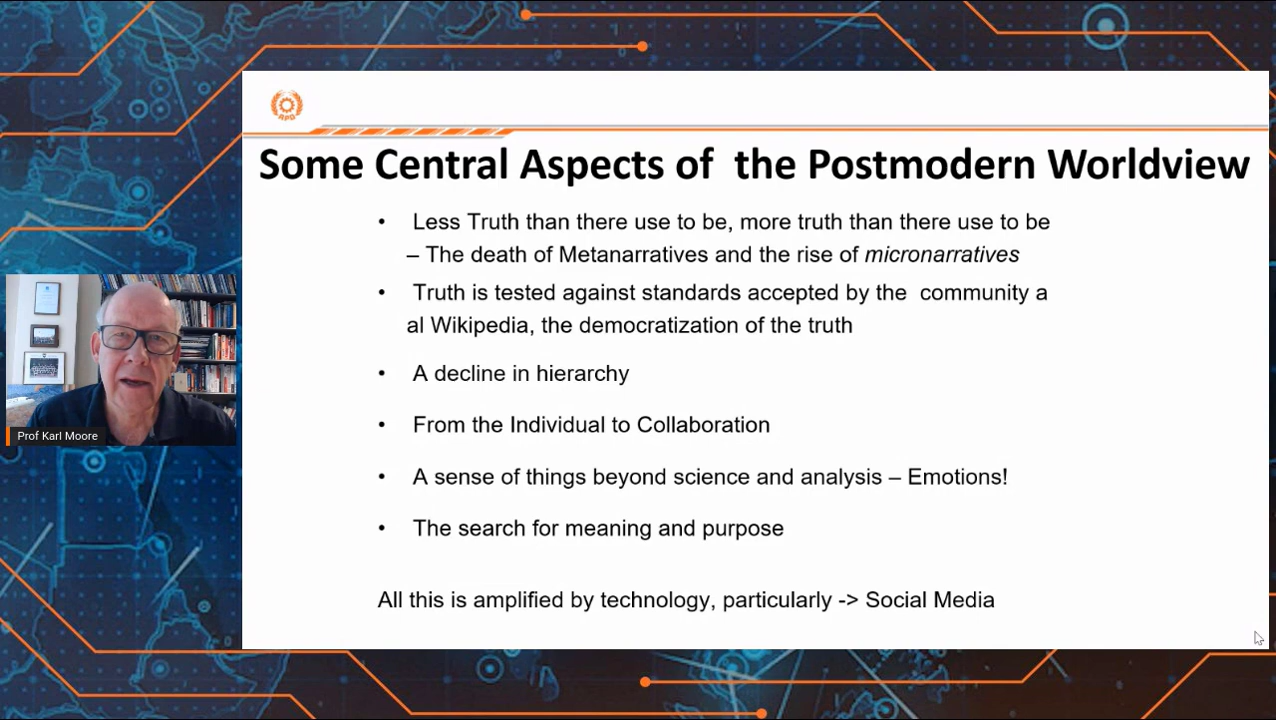 APO
Some Central Aspects of the Postmodern Worldview
• Less Truth than there use to be, more truth than there use to be
– The death of Metanarratives and the rise of micronarratives
• Truth is tested against standards accepted by the community a
al Wikipedia, the democratization of the truth
• A decline in hierarchy
• From the Individual to Collaboration
• A sense of things beyond science and analysis – Emotions!
• The search for meaning and purpose
All this is amplified by technology, particularly -> Social Media
Prof Karl Moore